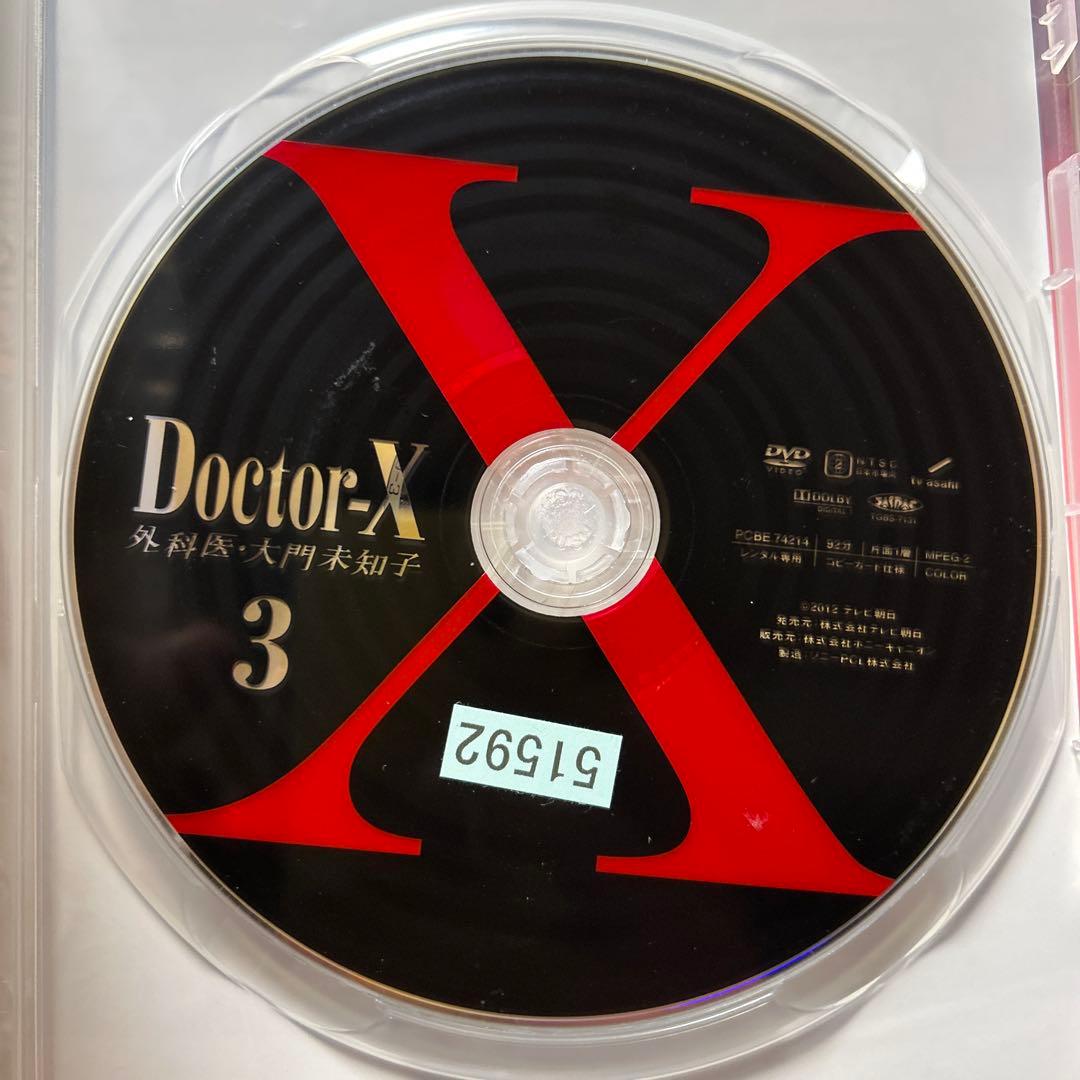 Doctor-X
外科医・大門未知子
3
DVD
VIDEO
2
NTSC
日本市場向
tv asahi
DOLBY
DIGITAL
TGBS-7131
PCBE.74214
92分
片面1層
MPEG-2
レンタル専用
コピーガード仕様
COLOR
©2012 テレビ朝日
発売元：株式会社テレビ朝日
販売元：株式会社ポニーキャニオン
製造：ソニーPCL株式会社
51592